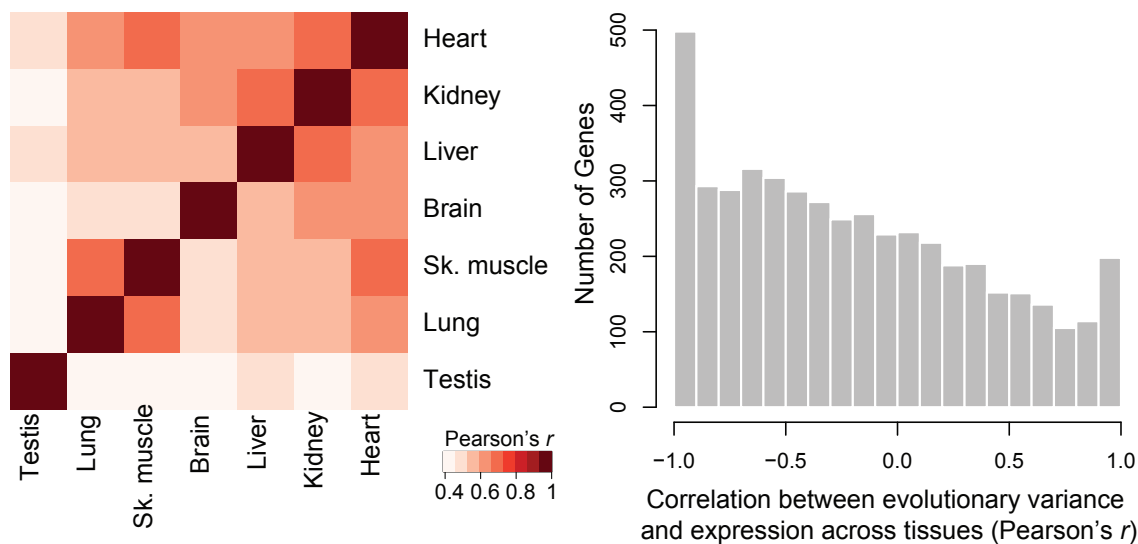 Heart
Kidney
Liver
Brain
Sk. muscle
Lung
Testis
Testis
Lung
Sk. muscle
Brain
Liver
Kidney
Heart
Pearson's r
0.4 0.6 0.8 1
Number of Genes
500
400
300
200
100
0
−1.0 −0.5 0.0 0.5 1.0
Correlation between evolutionary variance
and expression across tissues (Pearson's r)